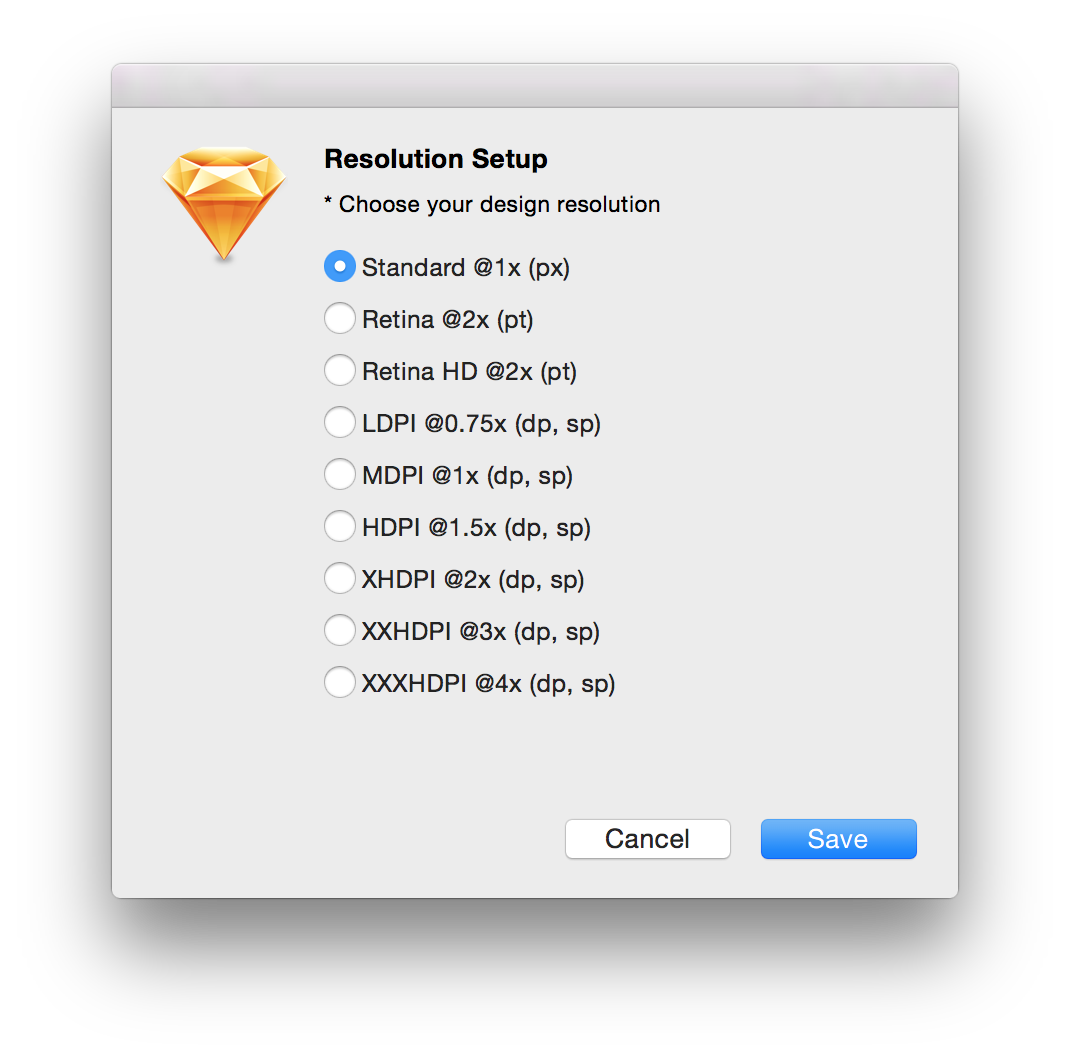 Resolution Setup
* Choose your design resolution
Standard @1x (px)
Retina @2x (pt)
Retina HD @2x (pt)
LDPI @0.75x (dp, sp)
MDPI @1x (dp, sp)
HDPI @1.5x (dp, sp)
XHDPI @2x (dp, sp)
XXHDPI @3x (dp, sp)
XXXHDPI @4x (dp, sp)
Cancel Save